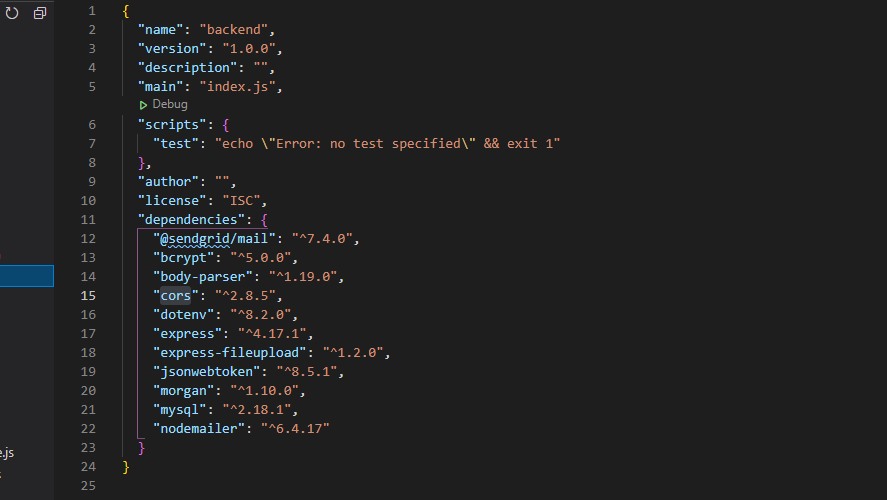 1 {
2 "name": "backend",
3 "version": "1.0.0",
4 "description": "",
5 "main": "index.js",
Debug
6 "scripts": {
7 "test": "echo \"Error: no test specified\" && exit 1"
8 },
9 "author": "",
10 "license": "ISC",
11 "dependencies": {
12 "@sendgrid/mail": "^7.4.0",
13 "bcrypt": "^5.0.0",
14 "body-parser": "^1.19.0",
15 "cors": "^2.8.5",
16 "dotenv": "^8.2.0",
17 "express": "^4.17.1",
18 "express-fileupload": "^1.2.0",
19 "jsonwebtoken": "^8.5.1",
20 "morgan": "^1.10.0",
21 "mysql": "^2.18.1",
22 "nodemailer": "^6.4.17"
23 }
24 }
25